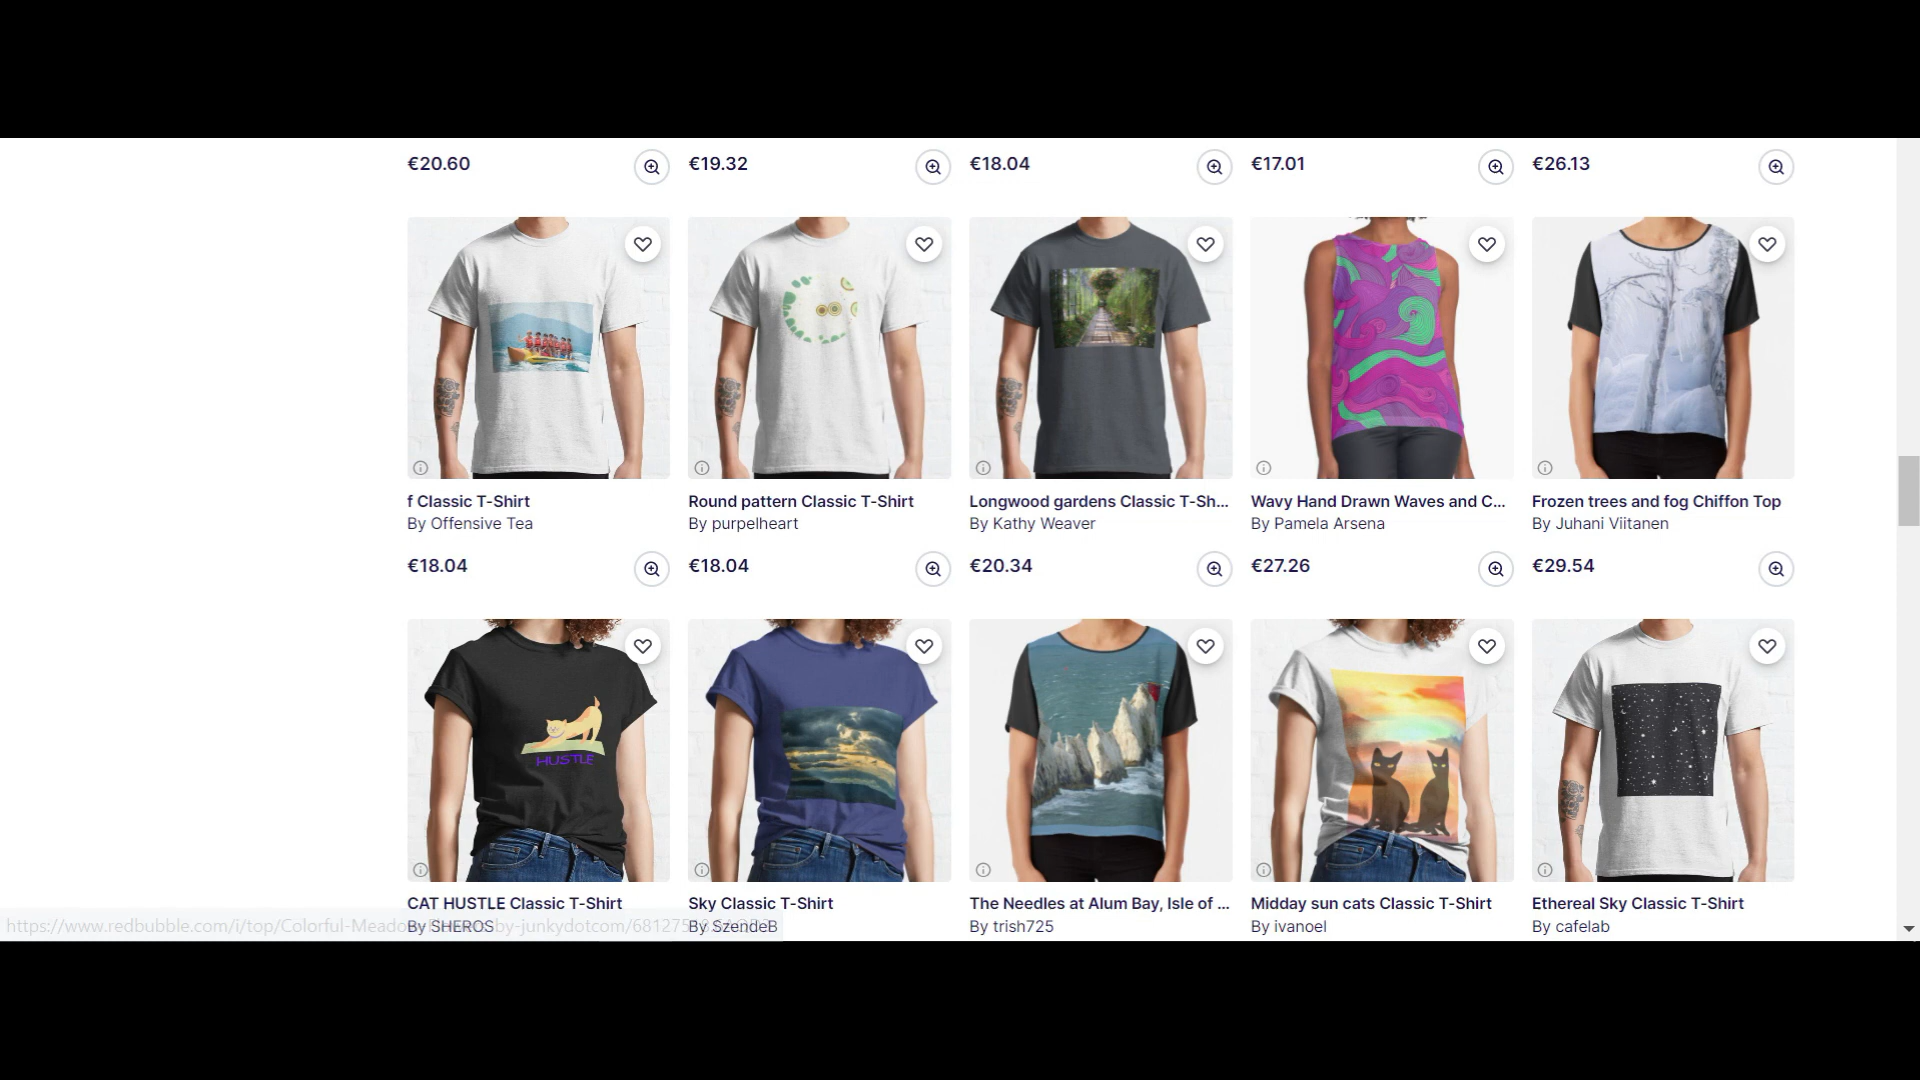 €20.60
€19.32
€18.04
€17.01
€26.13
f Classic T-Shirt
By Offensive Tea
€18.04
Round pattern Classic T-Shirt
By purpelheart
€18.04
Longwood gardens Classic T-Sh...
By Kathy Weaver
€20.34
Wavy Hand Drawn Waves and C...
By Pamela Arsena
€27.26
Frozen trees and fog Chiffon Top
By Juhani Viitanen
€29.54
HUSTLE
CAT HUSTLE Classic T-Shirt
By SHEROS
Sky Classic T-Shirt
By SzendeB
The Needles at Alum Bay, Isle of ...
By trish725
Midday sun cats Classic T-Shirt
By ivanoel
Ethereal Sky Classic T-Shirt
By cafelab